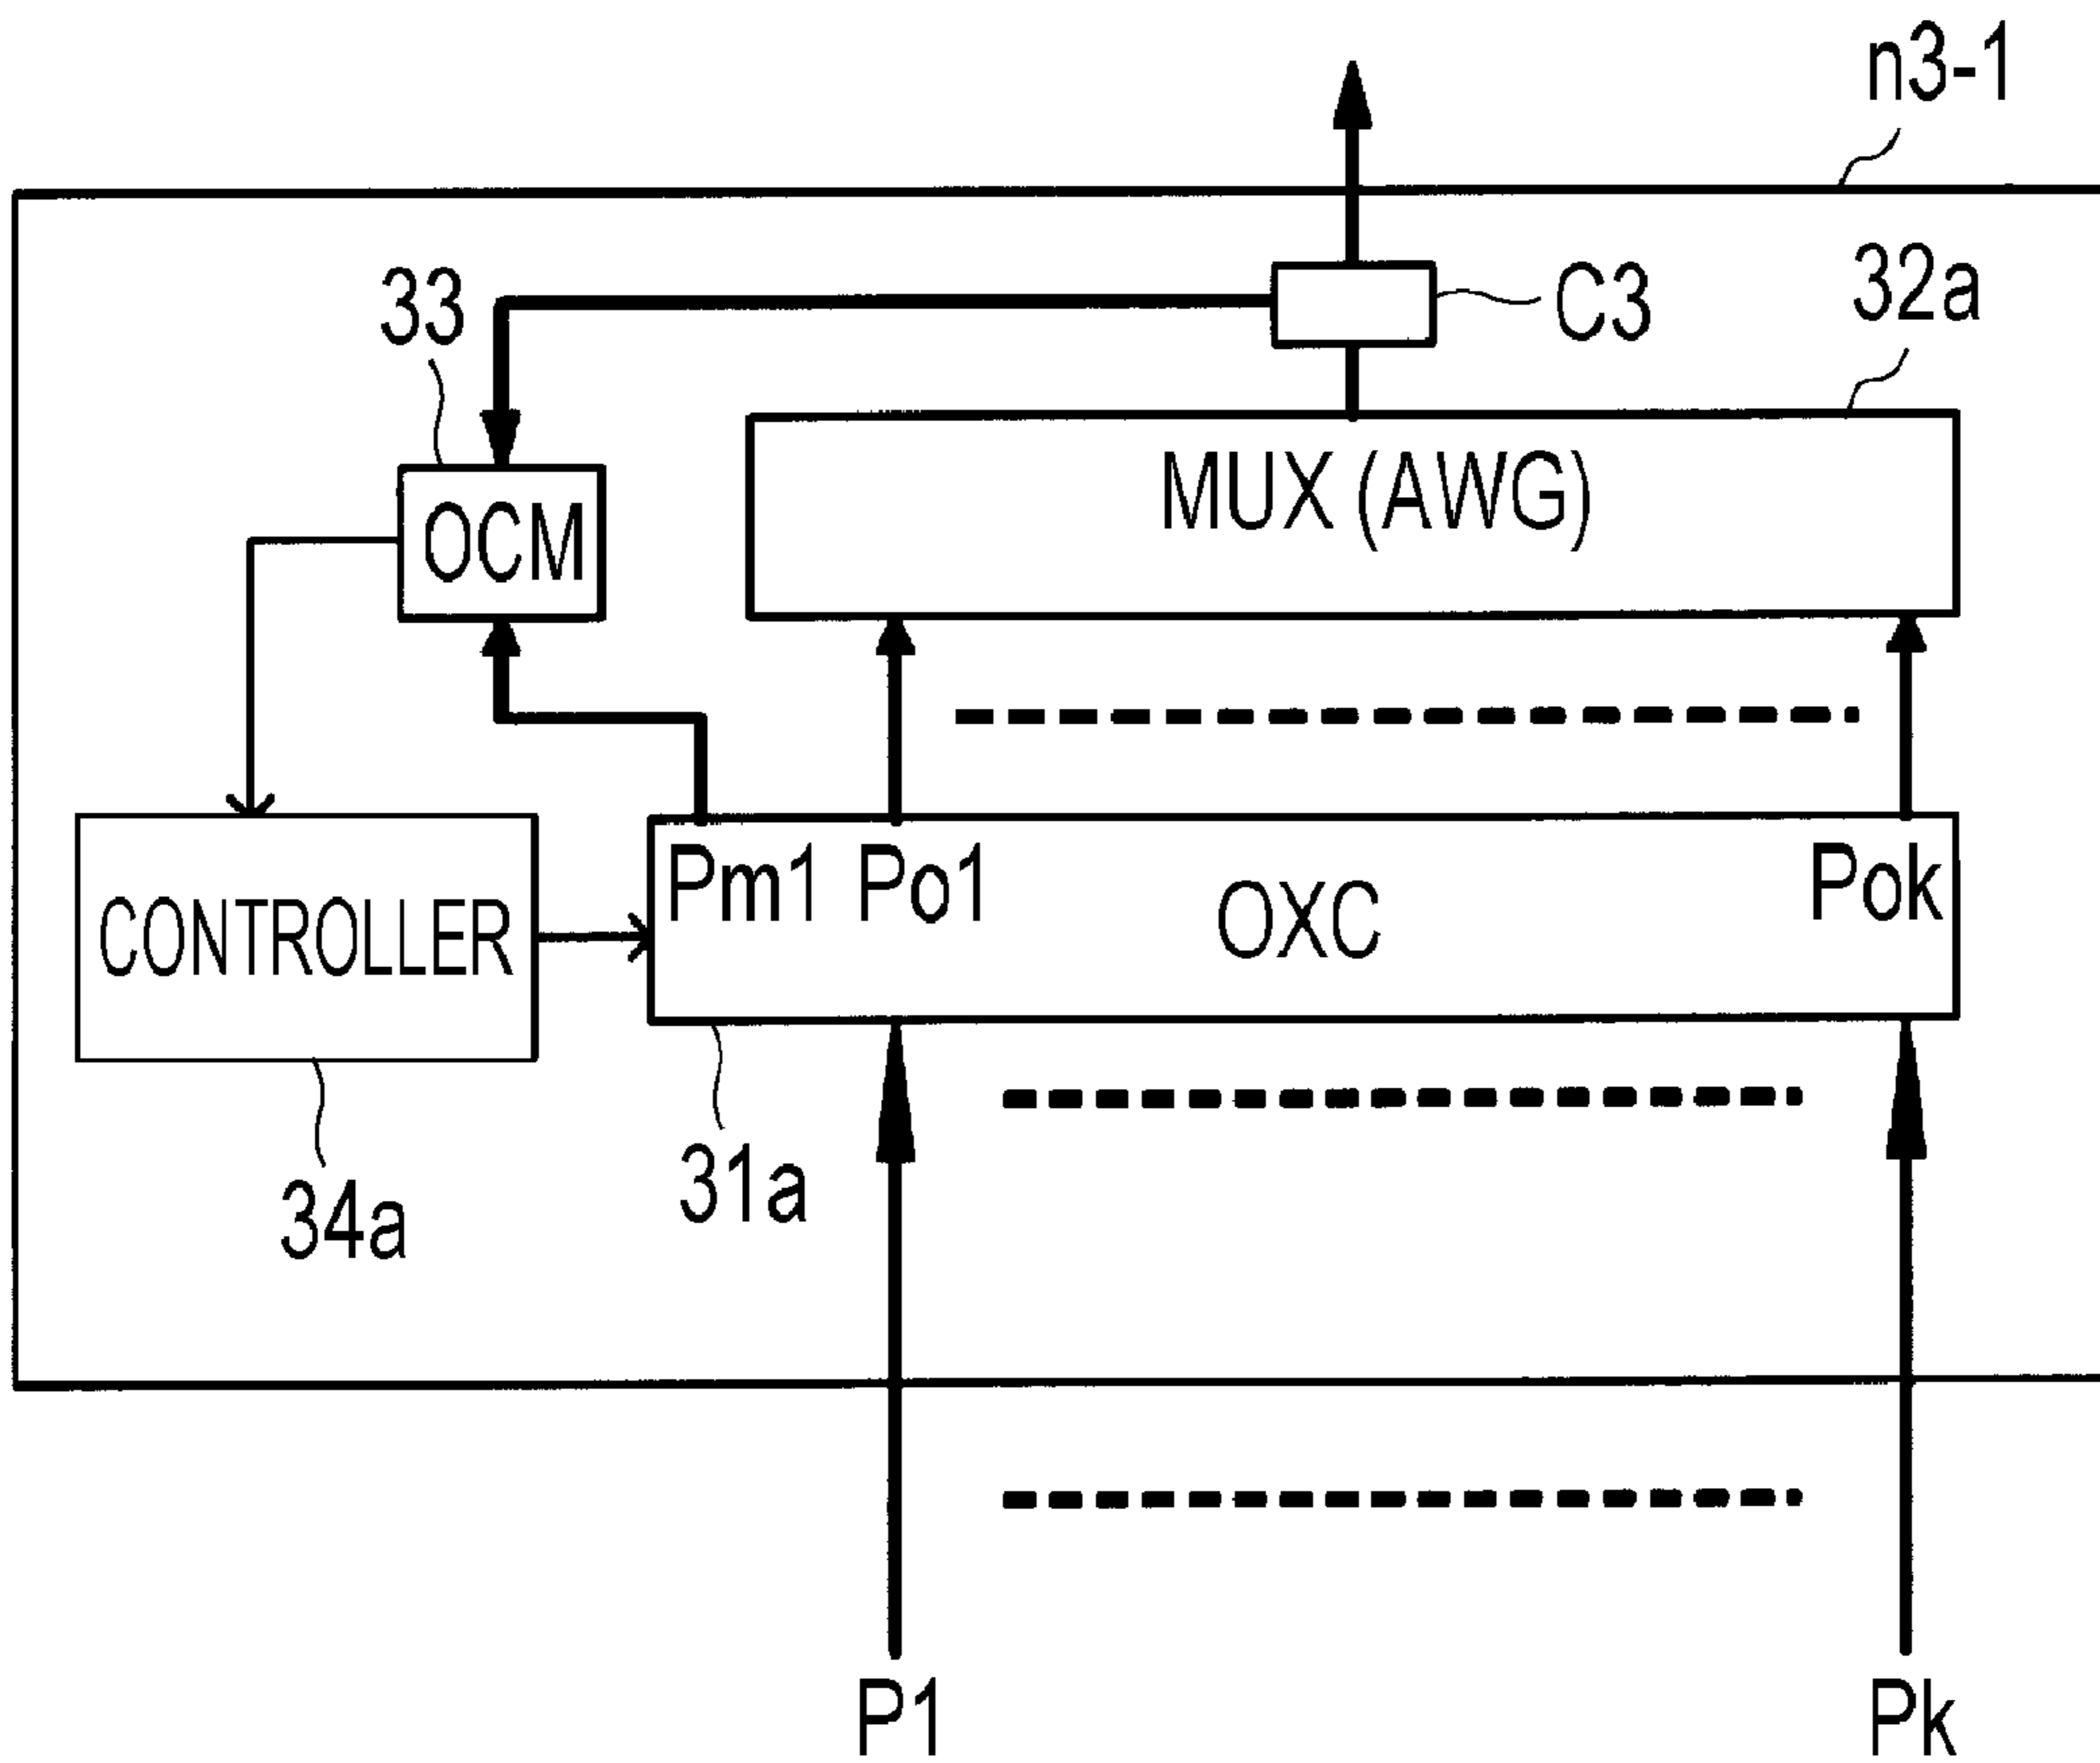 n3-1
32a
33
C3
MUX (AWG)
OCM
Pm1 Po1
Pok
OXC
CONTROLLER
31a
34a
P1
Pk